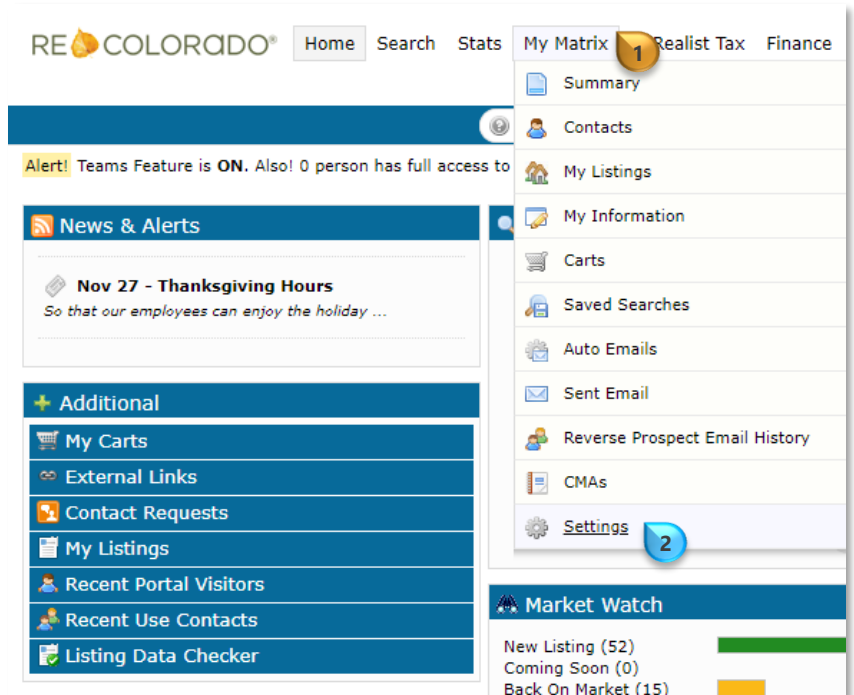 RECOLORADO®
Home Search Stats My Matrix 1 Realist Tax Finance
Summary
Contacts
My Listings
My Information
Carts
Saved Searches
Auto Emails
Sent Email
Reverse Prospect Email History
CMAs
Settings 2
Alert! Teams Feature is ON. Also! 0 person has full access to
News & Alerts
Nov 27 - Thanksgiving Hours
So that our employees can enjoy the holiday ...
Additional
My Carts
External Links
Contact Requests
My Listings
Recent Portal Visitors
Recent Use Contacts
Listing Data Checker
Market Watch
New Listing (52)
Coming Soon (0)
Back On Market (15)